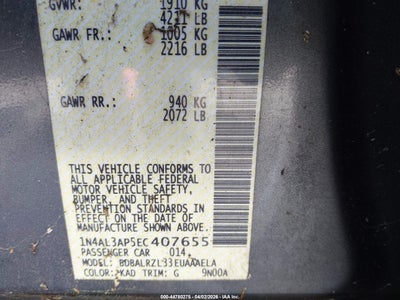 GVWR: 1910 KG
4211 LB
GAWR FR.: 1005 KG
2216 LB
GAWR RR.: 940 KG
2072 LB
THIS VEHICLE CONFORMS TO
ALL APPLICABLE FEDERAL
MOTOR VEHICLE SAFETY,
BUMPER, AND THEFT
PREVENTION STANDARDS IN
EFFECT ON THE DATE OF
MANUFACTURE SHOWN ABOVE.
1N4AL3AP5EC407655
PASSENGER CAR 014
MODEL: BDBALRZL33EUAAAELA
COLOR: KAD TRIM: G 9N00A
000-44780275 - 04/02/2026 - IAA